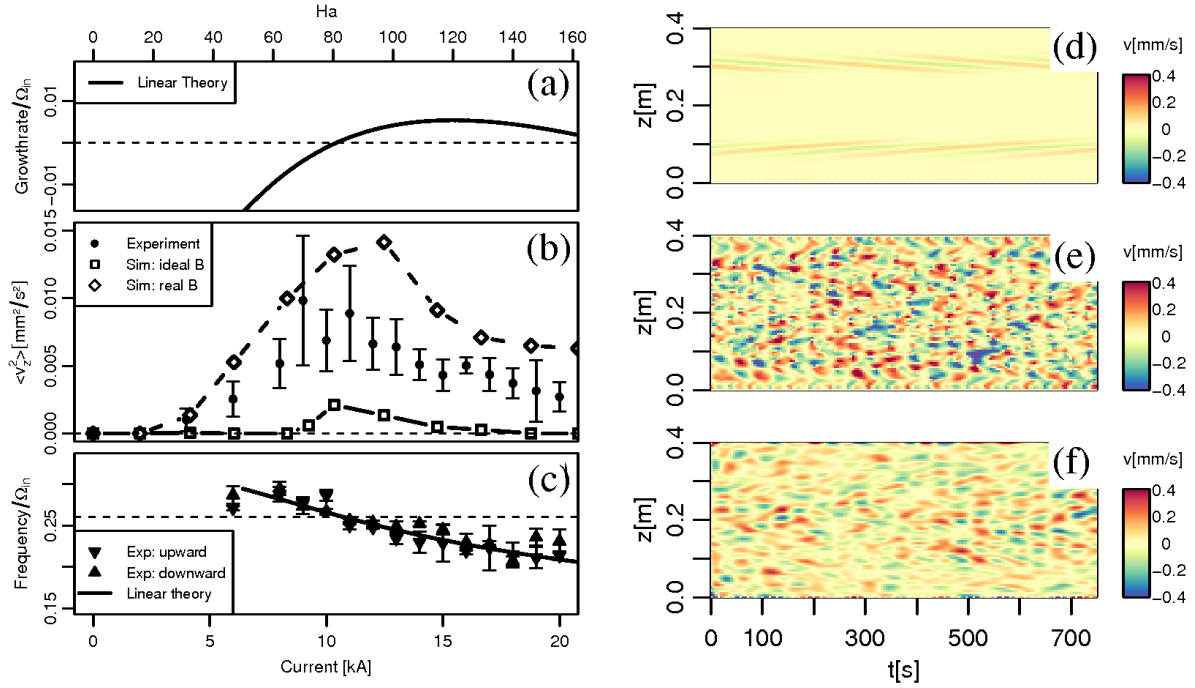 Ha
0 20 40 60 80 100 120 140 160
Growthrate/Ωin
0.01
−0.01
Linear Theory
(a)
<v²z> [mm²/s²]
0.015
0.010
0.005
0.000
Experiment
Sim: ideal B
Sim: real B
(b)
Frequency/Ωin
0.25
0.15
Exp: upward
Exp: downward
Linear theory
(c)
0 5 10 15 20
Current [kA]
z[m]
0.4
0.2
0.0
(d)
v[mm/s]
0.4
0.2
0
−0.2
−0.4
z[m]
0.4
0.2
0.0
(e)
v[mm/s]
0.4
0.2
0
−0.2
−0.4
z[m]
0.4
0.2
0.0
(f)
v[mm/s]
0.4
0.2
0
−0.2
−0.4
0 100 300 500 700
t[s]